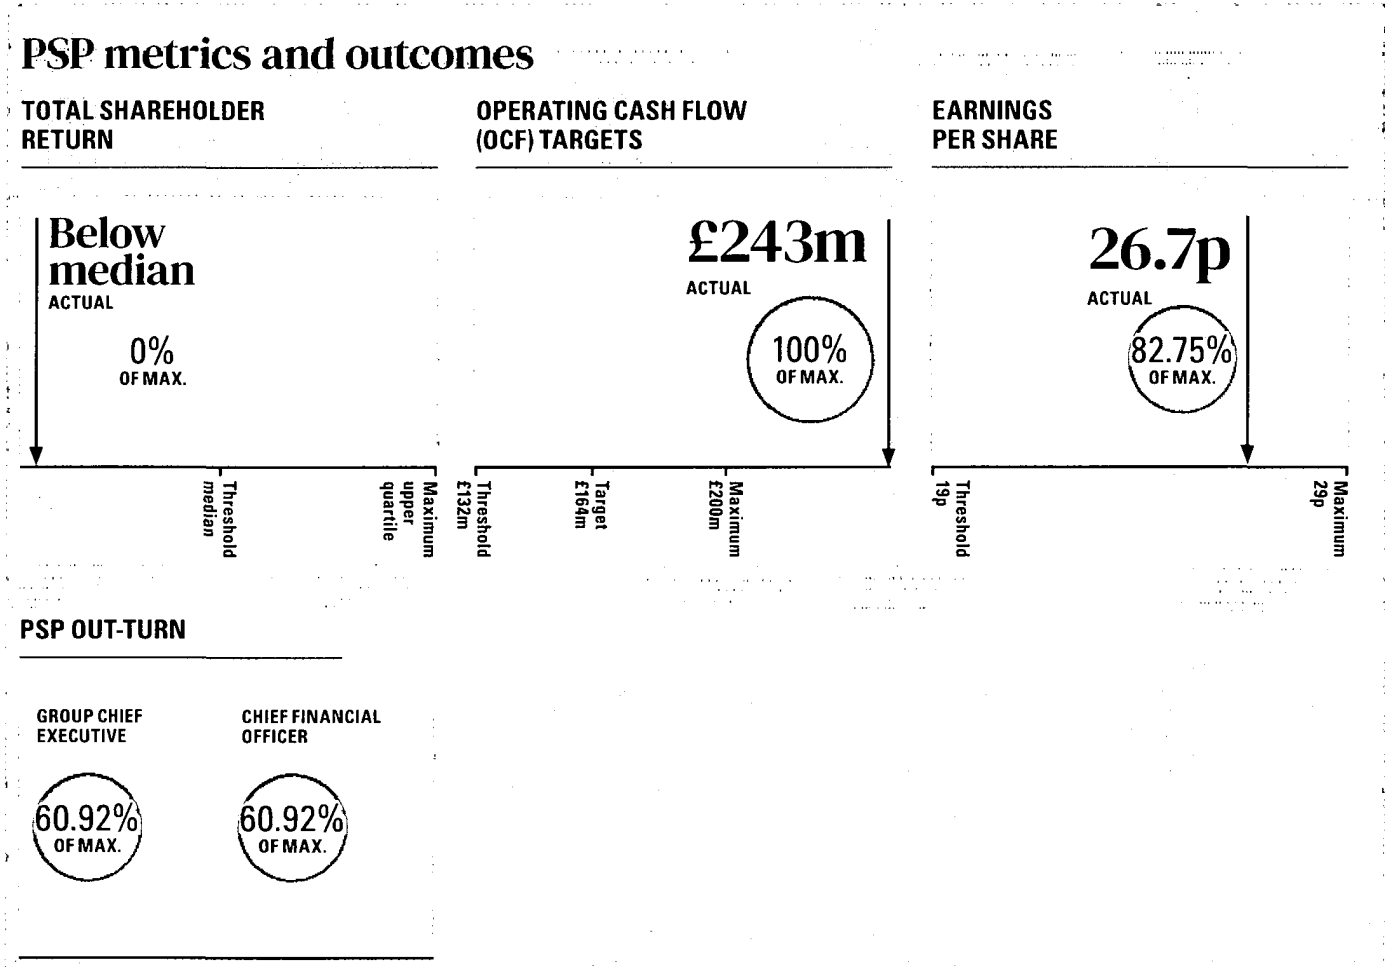 PSP metrics and outcomes
TOTAL SHAREHOLDER
RETURN
Below
median
ACTUAL
0%
OF MAX.
Threshold
median
Maximum
upper
quartile
OPERATING CASH FLOW
(OCF) TARGETS
£243m
ACTUAL
100%
OF MAX.
Threshold
£132m
Target
£164m
Maximum
£200m
EARNINGS
PER SHARE
26.7p
ACTUAL
82.75%
OF MAX.
Threshold
19p
Maximum
29p
PSP OUT-TURN
GROUP CHIEF
EXECUTIVE
60.92%
OF MAX.
CHIEF FINANCIAL
OFFICER
60.92%
OF MAX.